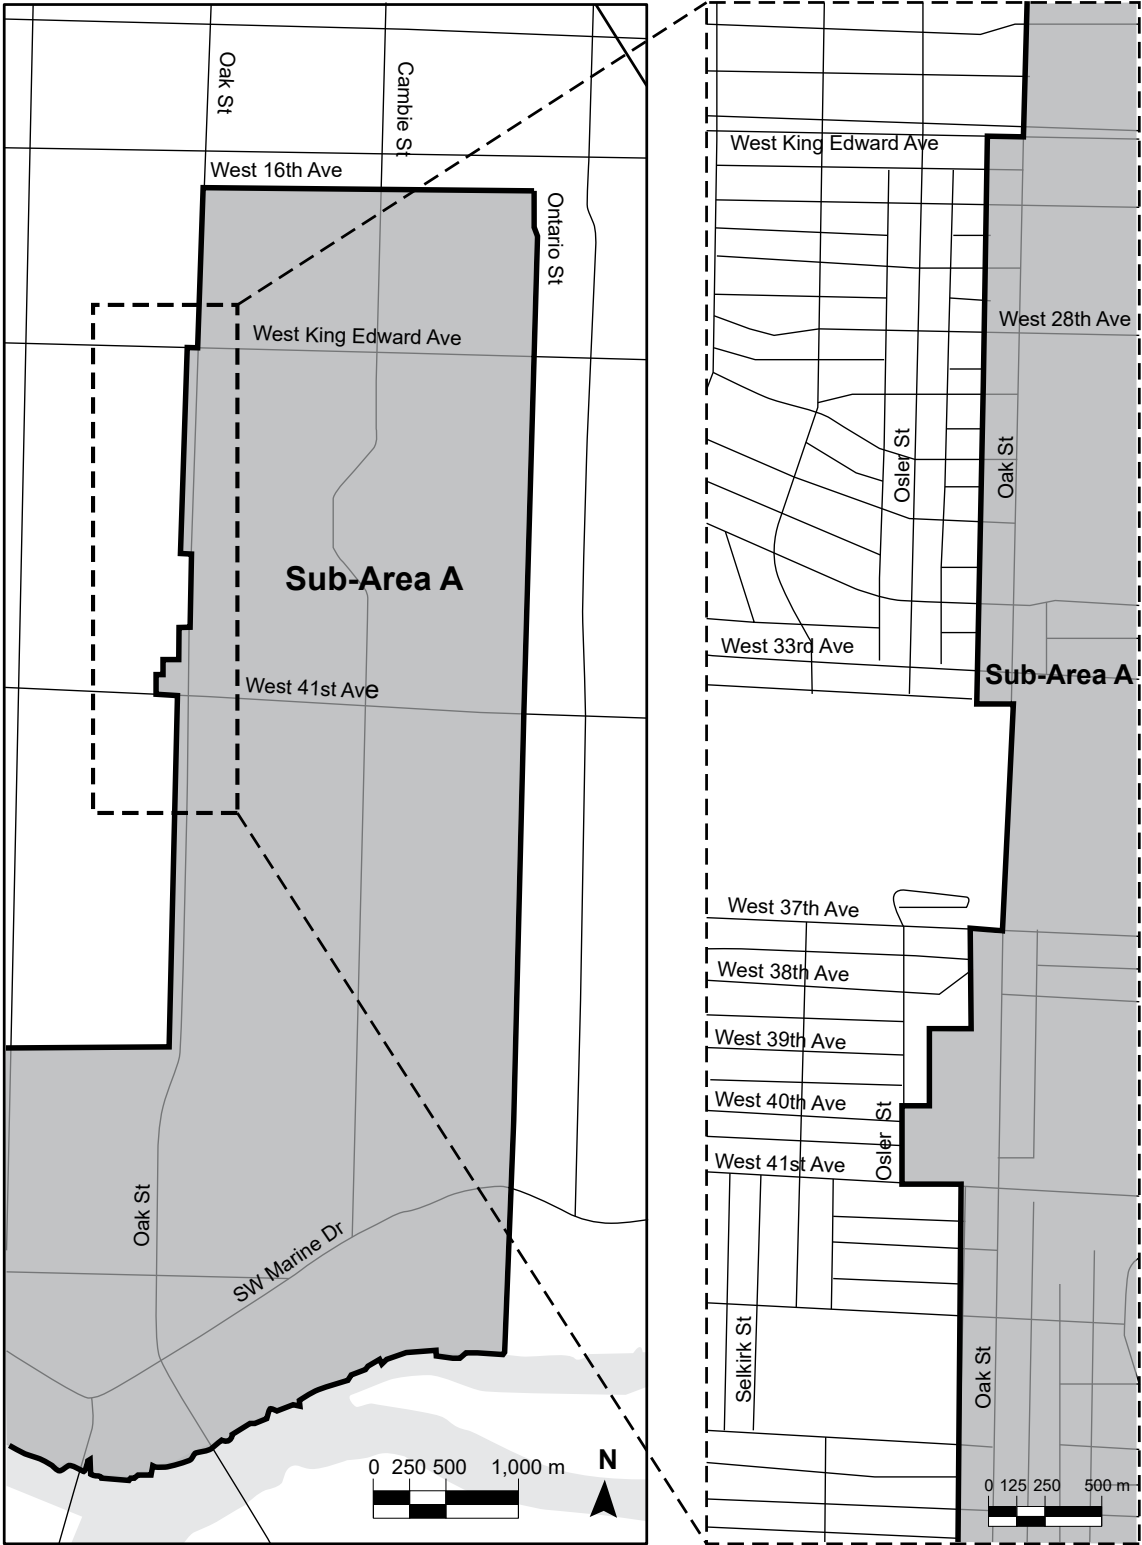 Oak St
Cambie St
West 16th Ave
Ontario St
West King Edward Ave
Sub-Area A
West 41st Ave
Oak St
SW Marine Dr
0 250 500 1,000 m
N
West King Edward Ave
West 28th Ave
Osler St
Oak St
West 33rd Ave
Sub-Area A
West 37th Ave
West 38th Ave
West 39th Ave
West 40th Ave
Osler St
West 41st Ave
Selkirk St
Oak St
0 125 250 500 m